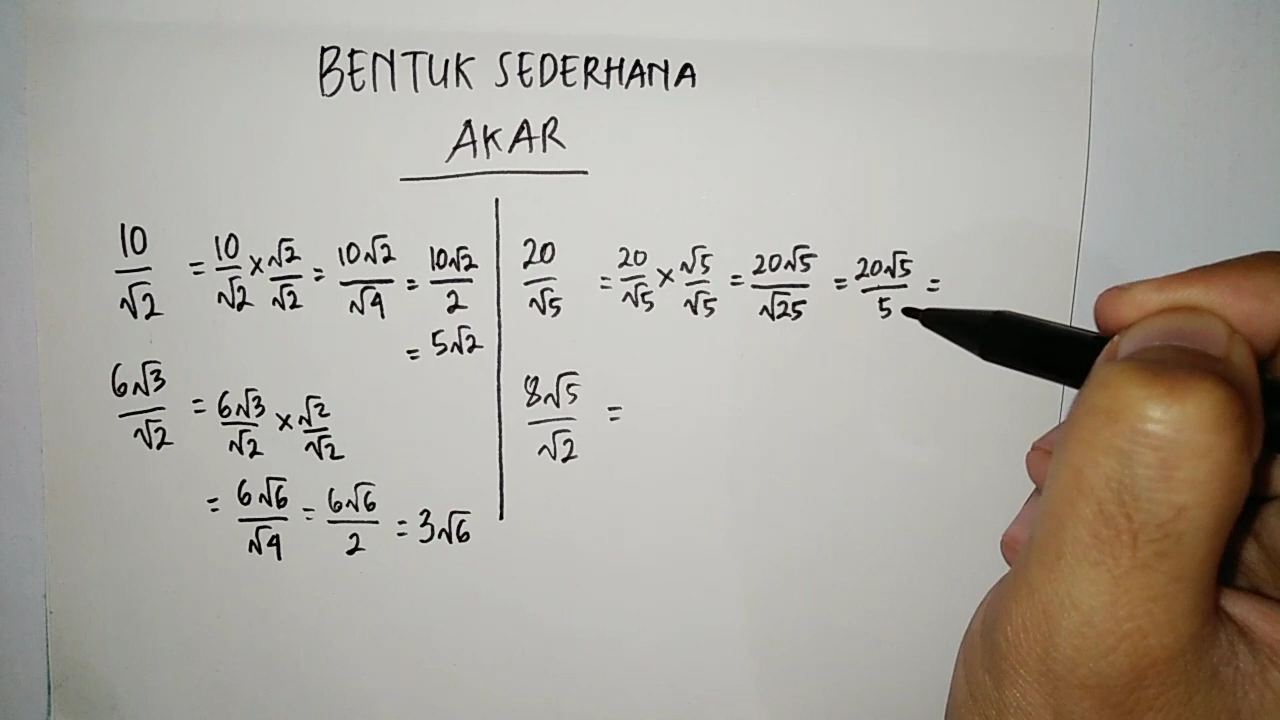 BENTUK SEDERHANA
AKAR
10/√2 = 10/√2 × √2/√2 = 10√2/√4 = 10√2/2
= 5√2
6√3/√2 = 6√3/√2 × √2/√2
= 6√6/√4 = 6√6/2 = 3√6
20/√5 = 20/√5 × √5/√5 = 20√5/√25 = 20√5/5 =
8√5/√2 =